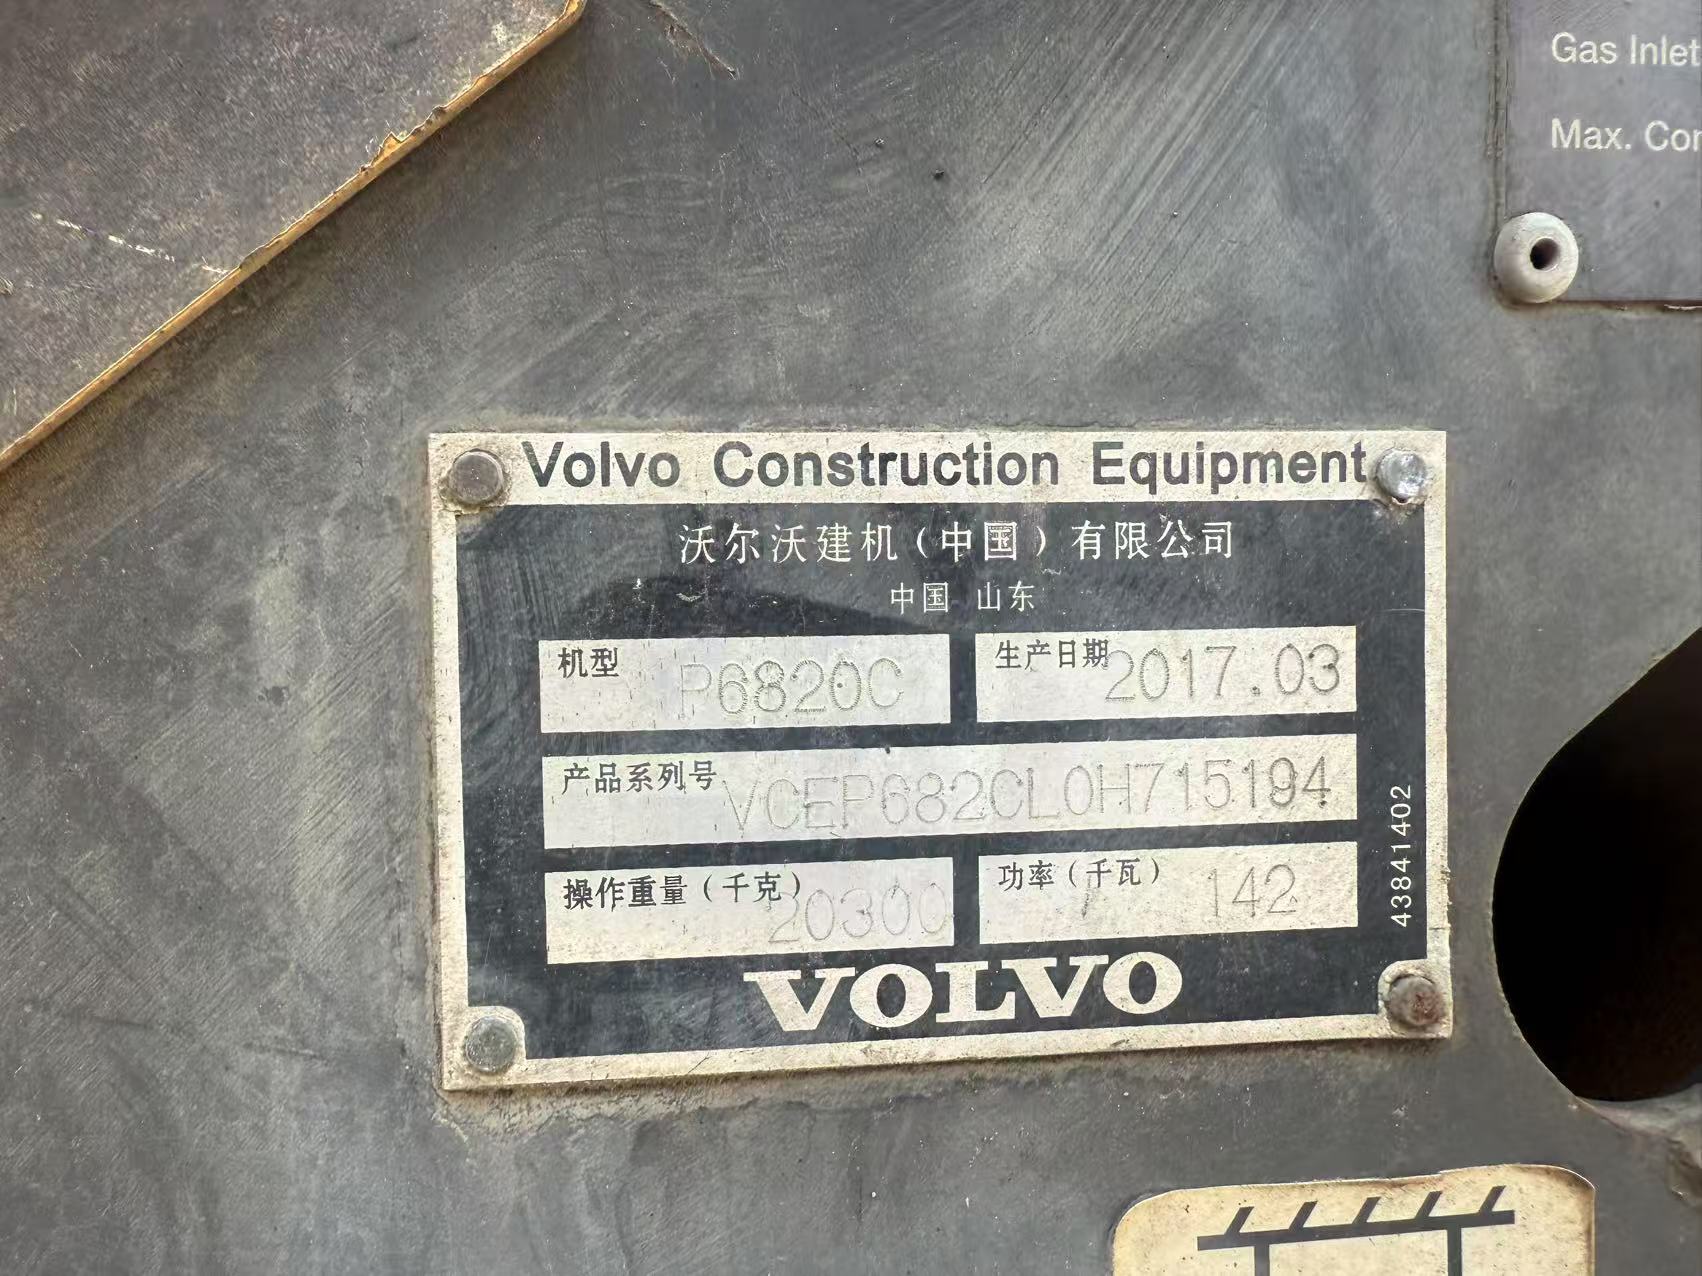 Gas Inlet
Max. Con
Volvo Construction Equipment
沃尔沃建机（中国）有限公司
中国 山东
机型 P6820C
生产日期 2017.03
产品系列号 VCEP682CL0H715194
操作重量（千克） 20300
功率（千瓦） 142
43841402
VOLVO